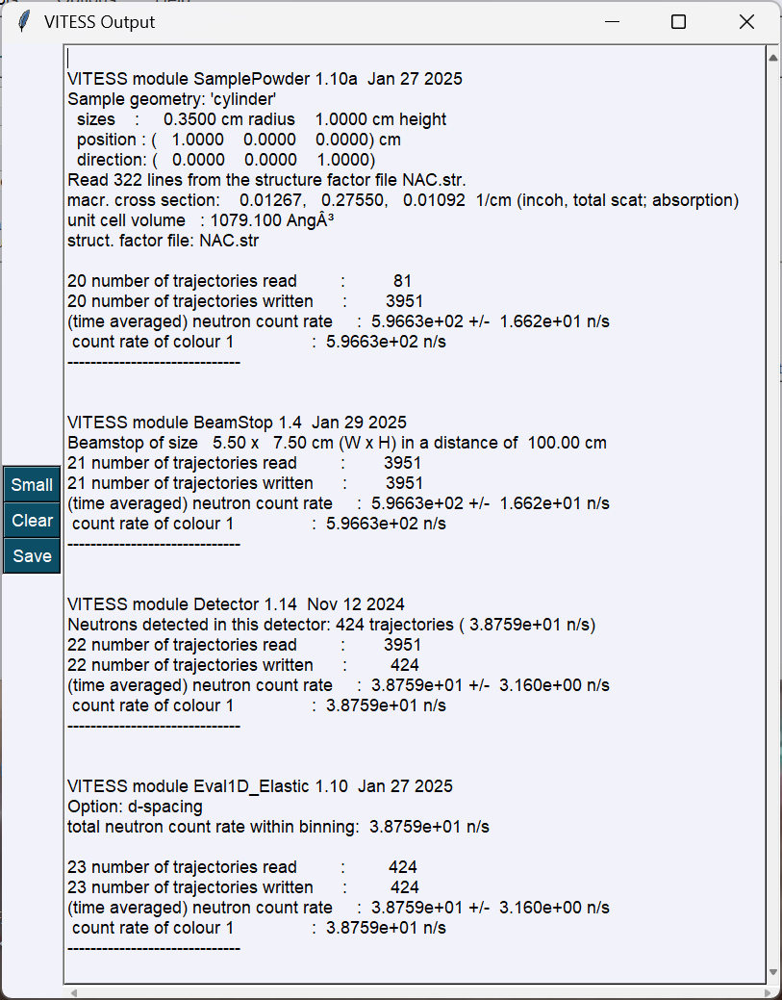 VITESS Output
VITESS module SamplePowder 1.10a  Jan 27 2025
Sample geometry: 'cylinder'
  sizes    :     0.3500 cm radius    1.0000 cm height
  position : (   1.0000    0.0000    0.0000) cm
  direction: (   0.0000    0.0000    1.0000)
Read 322 lines from the structure factor file NAC.str.
macr. cross section:    0.01267,   0.27550,   0.01092  1/cm (incoh, total scat; absorption)
unit cell volume   : 1079.100 AngÂ³
struct. factor file: NAC.str
20 number of trajectories read         :          81
20 number of trajectories written      :        3951
(time averaged) neutron count rate     :  5.9663e+02 +/-  1.662e+01 n/s
 count rate of colour 1                :  5.9663e+02 n/s
------------------------------
VITESS module BeamStop 1.4  Jan 29 2025
Beamstop of size   5.50 x   7.50 cm (W x H) in a distance of  100.00 cm
21 number of trajectories read         :        3951
21 number of trajectories written      :        3951
(time averaged) neutron count rate     :  5.9663e+02 +/-  1.662e+01 n/s
 count rate of colour 1                :  5.9663e+02 n/s
------------------------------
Small
Clear
Save
VITESS module Detector 1.14  Nov 12 2024
Neutrons detected in this detector: 424 trajectories ( 3.8759e+01 n/s)
22 number of trajectories read         :        3951
22 number of trajectories written      :         424
(time averaged) neutron count rate     :  3.8759e+01 +/-  3.160e+00 n/s
 count rate of colour 1                :  3.8759e+01 n/s
------------------------------
VITESS module Eval1D_Elastic 1.10  Jan 27 2025
Option: d-spacing
total neutron count rate within binning:  3.8759e+01 n/s
23 number of trajectories read         :         424
23 number of trajectories written      :         424
(time averaged) neutron count rate     :  3.8759e+01 +/-  3.160e+00 n/s
 count rate of colour 1                :  3.8759e+01 n/s
------------------------------